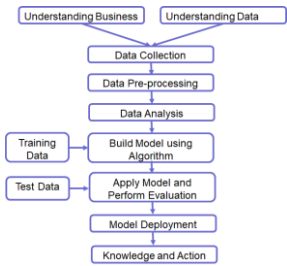 Understanding Business
Understanding Data
Data Collection
Data Pre-processing
Data Analysis
Training
Data
Build Model using
Algorithm
Test Data
Apply Model and
Perform Evaluation
Model Deployment
Knowledge and Action